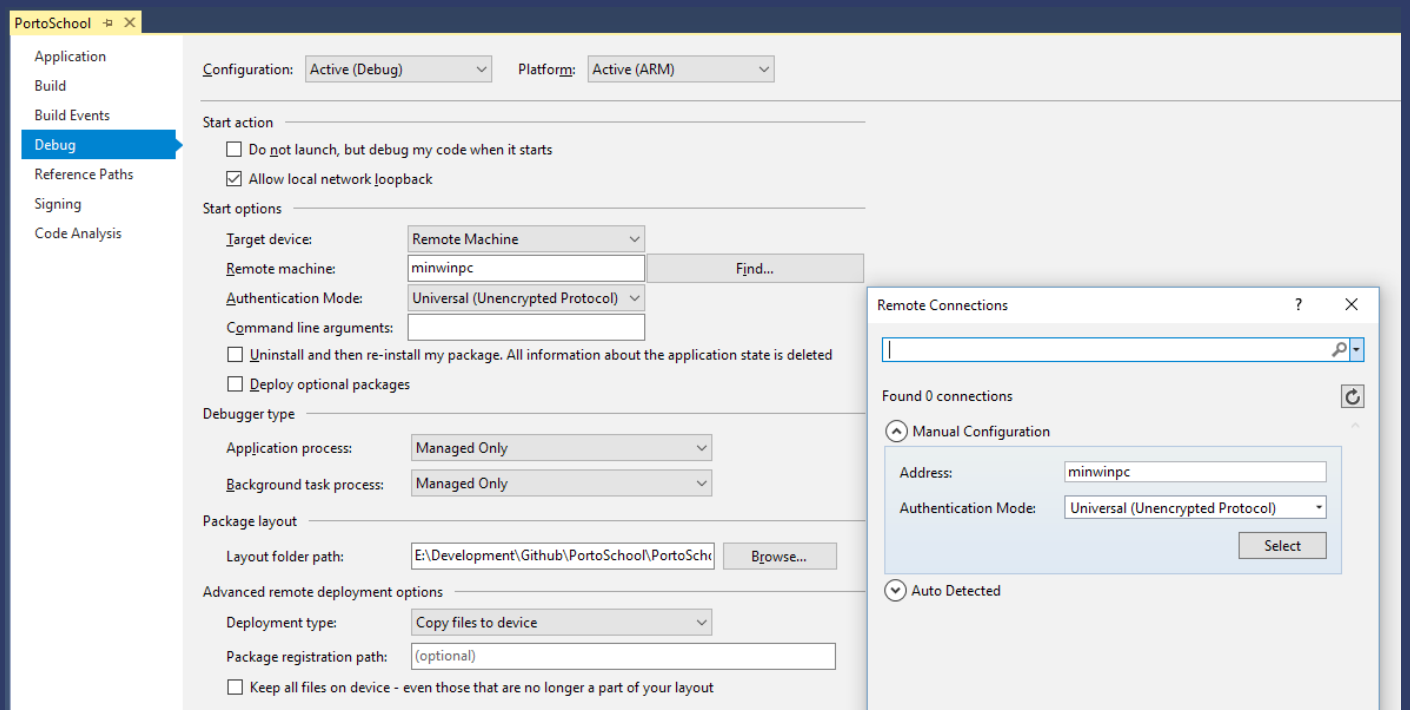 PortoSchool
Application
Build
Build Events
Debug
Reference Paths
Signing
Code Analysis
Configuration: Active (Debug) Platform: Active (ARM)
Start action
Do not launch, but debug my code when it starts
Allow local network loopback
Start options
Target device: Remote Machine
Remote machine: minwinpc Find...
Authentication Mode: Universal (Unencrypted Protocol)
Command line arguments:
Uninstall and then re-install my package. All information about the application state is deleted
Deploy optional packages
Debugger type
Application process: Managed Only
Background task process: Managed Only
Package layout
Layout folder path: E:\Development\Github\PortoSchool\PortoScho Browse...
Advanced remote deployment options
Deployment type: Copy files to device
Package registration path: (optional)
Keep all files on device - even those that are no longer a part of your layout
Remote Connections ?
Found 0 connections
Manual Configuration
Address: minwinpc
Authentication Mode: Universal (Unencrypted Protocol)
Select
Auto Detected